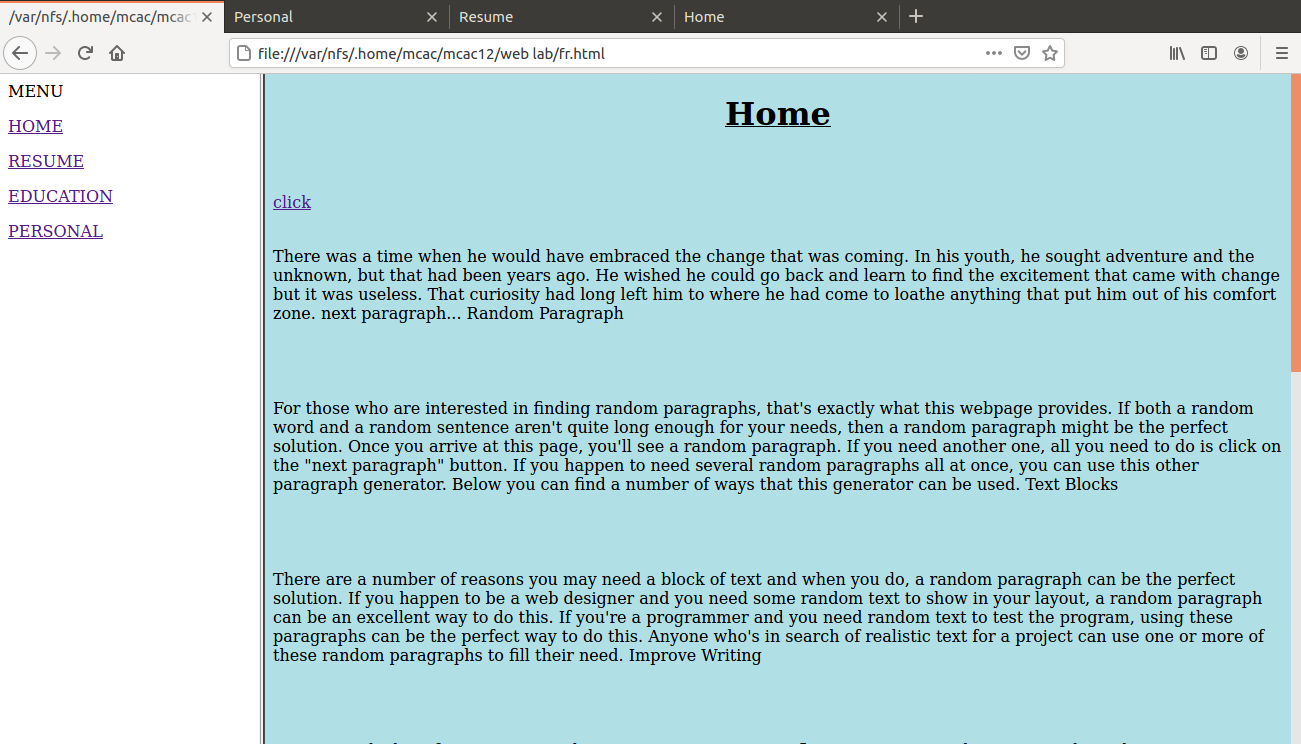 /var/nfs/.home/mcac/mcac
Personal
Resume
Home
file:///var/nfs/.home/mcac/mcac12/web lab/fr.html
MENU
HOME
RESUME
EDUCATION
PERSONAL
Home
click
There was a time when he would have embraced the change that was coming. In his youth, he sought adventure and the
unknown, but that had been years ago. He wished he could go back and learn to find the excitement that came with change
but it was useless. That curiosity had long left him to where he had come to loathe anything that put him out of his comfort
zone. next paragraph... Random Paragraph
For those who are interested in finding random paragraphs, that's exactly what this webpage provides. If both a random
word and a random sentence aren't quite long enough for your needs, then a random paragraph might be the perfect
solution. Once you arrive at this page, you'll see a random paragraph. If you need another one, all you need to do is click on
the "next paragraph" button. If you happen to need several random paragraphs all at once, you can use this other
paragraph generator. Below you can find a number of ways that this generator can be used. Text Blocks
There are a number of reasons you may need a block of text and when you do, a random paragraph can be the perfect
solution. If you happen to be a web designer and you need some random text to show in your layout, a random paragraph
can be an excellent way to do this. If you're a programmer and you need random text to test the program, using these
paragraphs can be the perfect way to do this. Anyone who's in search of realistic text for a project can use one or more of
these random paragraphs to fill their need. Improve Writing